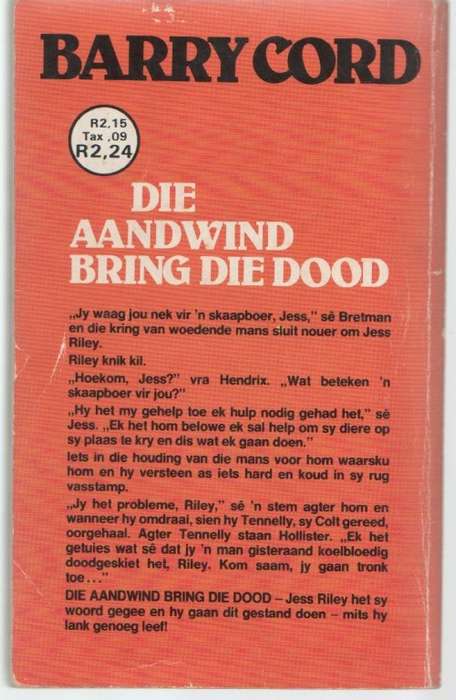 BARRY CORD
R2,15
Tax ,09
R2,24
DIE
AANDWIND
BRING DIE DOOD
„Jy waag jou nek vir 'n skaapboer, Jess,” sê Bretman
en die kring van woedende mans sluit nouer om Jess
Riley.
Riley knik kil.
„Hoekom, Jess?” vra Hendrix. „Wat beteken 'n
skaapboer vir jou?”
„Hy het my gehelp toe ek hulp nodig gehad het,” sê
Jess. „Ek het hom belowe ek sal help om sy diere op
sy plaas te kry en dis wat ek gaan doen.”
Iets in die houding van die mans voor hom waarsku
hom en hy versteen as iets hard en koud in sy rug
vasstamp.
„Jy het probleme, Riley,” sê 'n stem agter hom en
wanneer hy omdraai, sien hy Tennelly, sy Colt gereed,
oorgehaal. Agter Tennelly staan Hollister. „Ek het
getuies wat sê dat jy 'n man gisteraand koelbloedig
doodgeskiet het, Riley. Kom saam, jy gaan tronk
toe...”
DIE AANDWIND BRING DIE DOOD – Jess Riley het sy
woord gegee en hy gaan dit gestand doen – mits hy
lank genoeg leef!